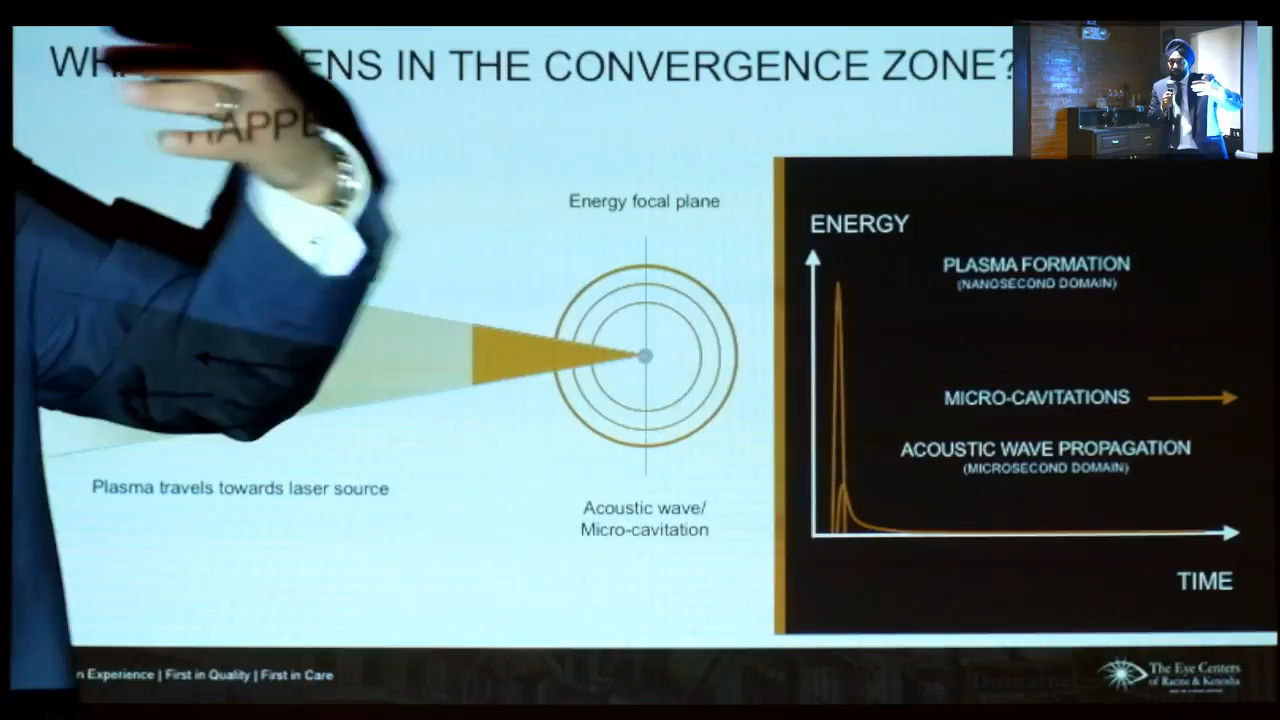 WH ENS IN THE CONVERGENCE ZONE?
HAPPE
Energy focal plane
Plasma travels towards laser source
Acoustic wave/
Micro-cavitation
ENERGY
PLASMA FORMATION
(NANOSECOND DOMAIN)
MICRO-CAVITATIONS
ACOUSTIC WAVE PROPAGATION
(MICROSECOND DOMAIN)
TIME
n Experience | First in Quality | First in Care
The Eye Centers
of Racine & Kenosha